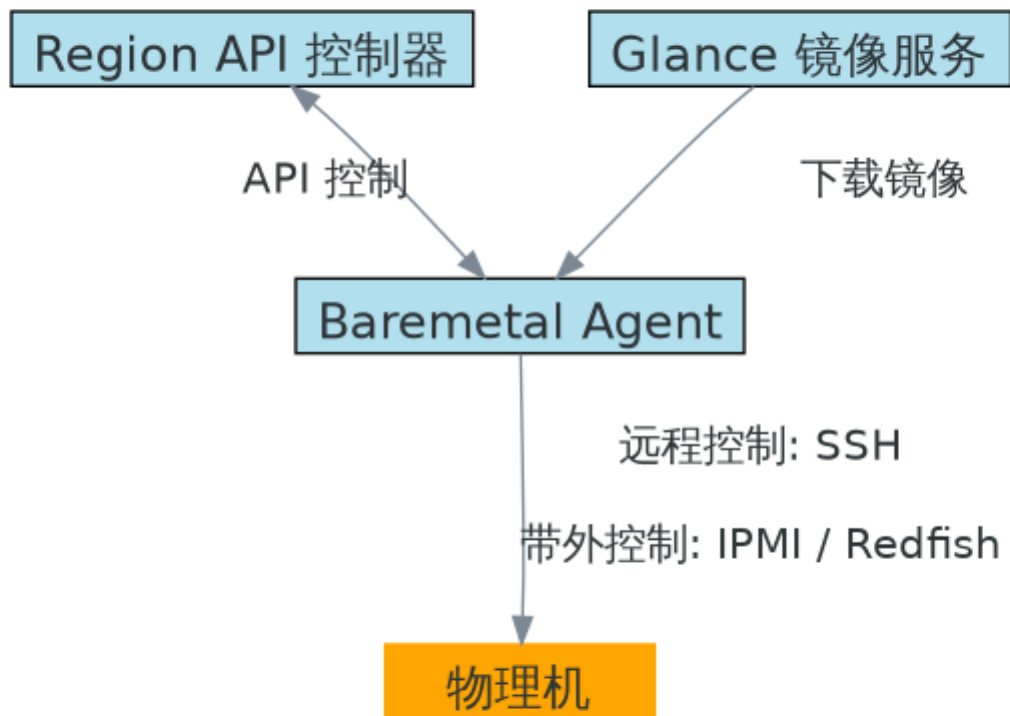 Region API 控制器
Glance 镜像服务
API 控制
下载镜像
Baremetal Agent
远程控制: SSH
带外控制: IPMI / Redfish
物理机